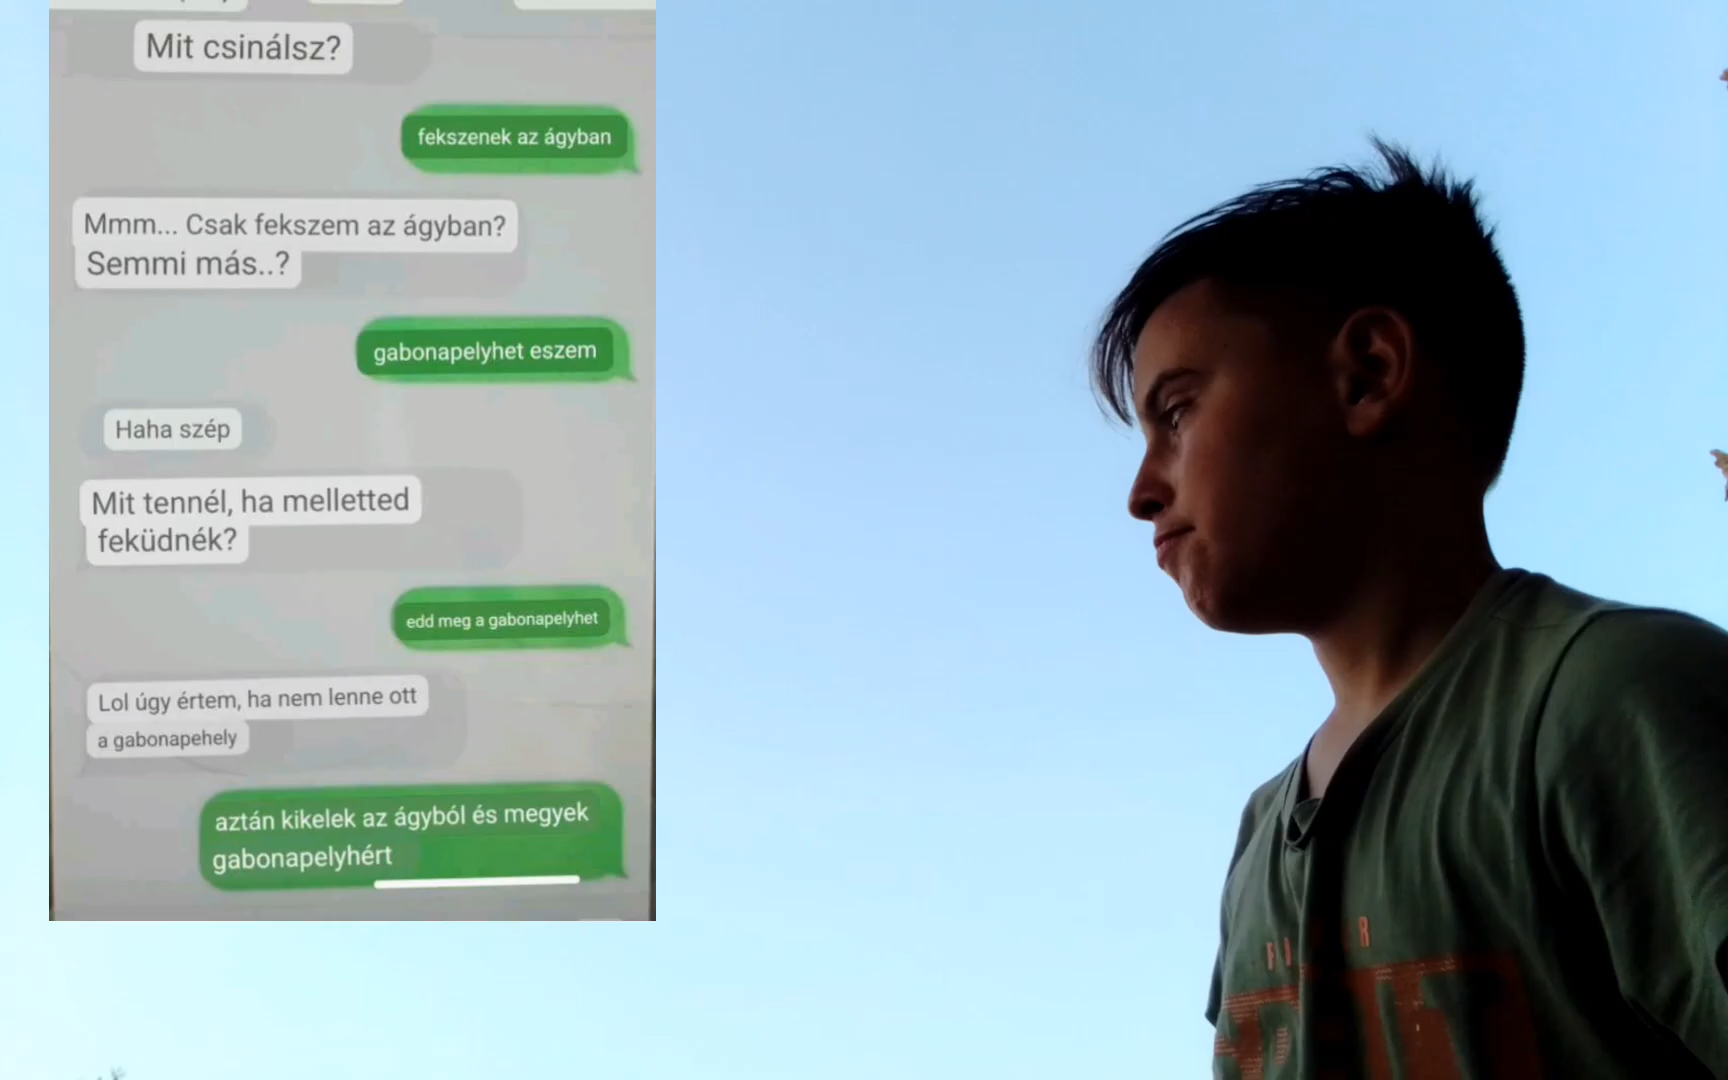 Mit csinálsz?
fekszenek az ágyban
Mmm... Csak fekszem az ágyban?
Semmi más..?
gabonapelyhet eszem
Haha szép
Mit tennél, ha melletted
feküdnék?
edd meg a gabonapelyhet
Lol úgy értem, ha nem lenne ott
a gabonapehely
aztán kikelek az ágyból és megyek
gabonapelyhért